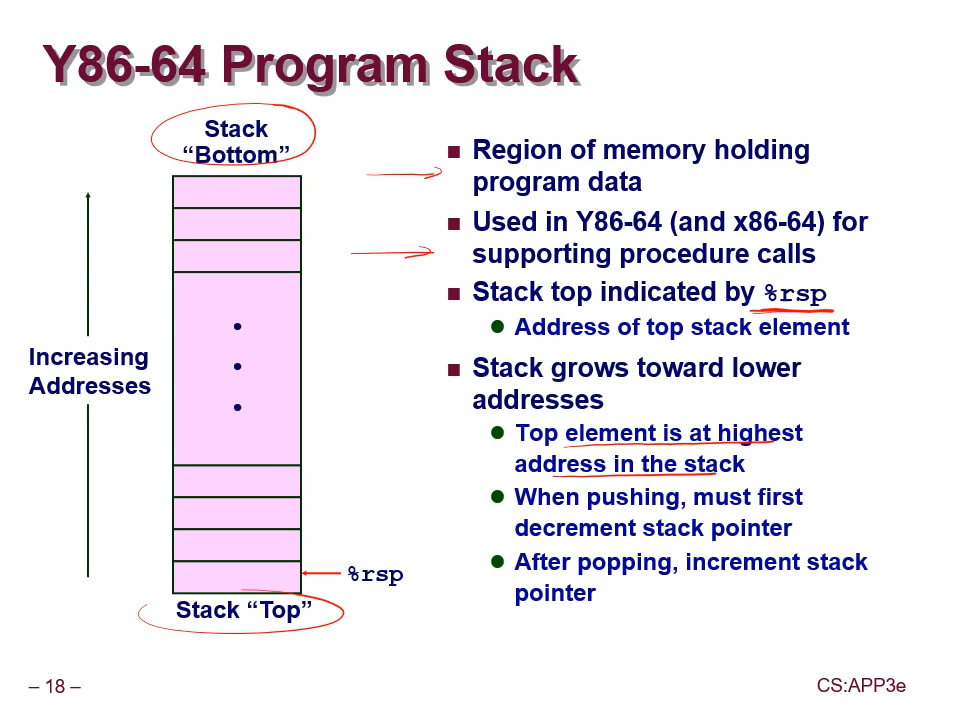 Y86-64 Program Stack
Stack
“Bottom”
Increasing
Addresses
%rsp
Stack “Top”
■ Region of memory holding
program data
■ Used in Y86-64 (and x86-64) for
supporting procedure calls
■ Stack top indicated by %rsp
● Address of top stack element
■ Stack grows toward lower
addresses
● Top element is at highest
address in the stack
● When pushing, must first
decrement stack pointer
● After popping, increment stack
pointer
– 18 –
CS:APP3e